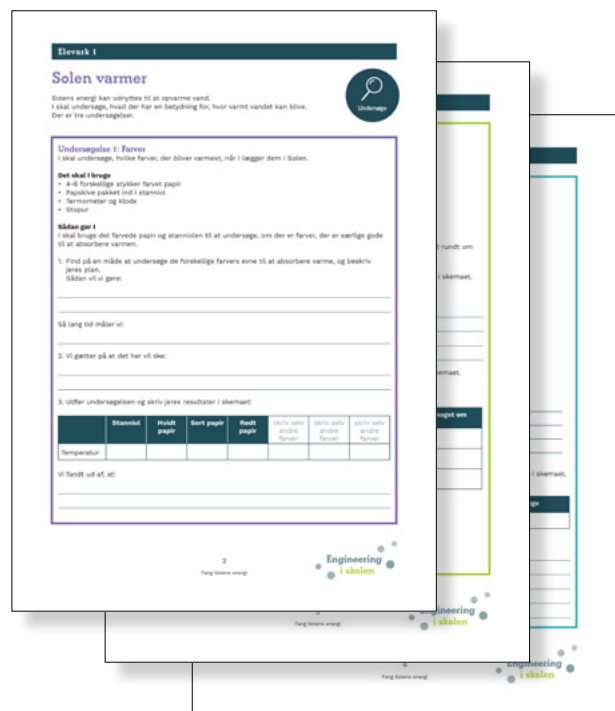 Elevark 1
Solen varmer
Solens energi kan udnyttes til at opvarme vand.
I skal undersøge, hvad der har en betydning for, hvor varmt vandet kan blive.
Der er tre undersøgelser.
Undersøge
Undersøgelse 1: Farver
I skal undersøge, hvilke farver, der bliver varmest, når I lægger dem i Solen.
Det skal I bruge
• 4-6 forskellige stykker farvet papir
• Papskive pakket ind i stanniol
• Termometer og klods
• Stopur
Sådan gør I
I skal bruge det farvede papir og stanniolen til at undersøge, om der er farver, der er særlige gode
til at absorbere varmen.
1. Find på en måde at undersøge de forskellige farvers evne til at absorbere varme, og beskriv
jeres plan.
Sådan vil vi gøre:
Så lang tid måler vi:
2. Vi gætter på at det her vil ske:
3. Udfør undersøgelsen og skriv jeres resultater i skemaet:
Stanniol Hvidt papir Sort papir Rødt papir skriv selv andre farver skriv selv andre farver skriv selv andre farver
Temperatur
Vi fandt ud af, at:
2
Fang Solens energi
Engineering
i skolen
t rundt om
i skemaet.
emaet.
noget om
Fang Solens energi
gineering
i skolen
i skemaet.
4
Fang Solens energi
Engineering
i skolen